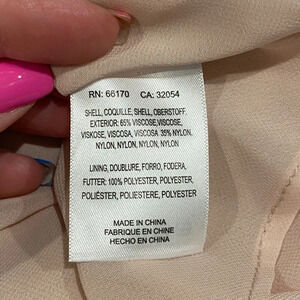 RN: 66170 CA: 32054
SHELL, COQUILLE, SHELL, OBERSTOFF,
EXTERIOR: 65% VISCOSE, VISCOSE,
VISKOSE, VISCOSA, VISCOSA 35% NYLON,
NYLON, NYLON, NYLON, NYLON
LINING, DOUBLURE, FORRO, FODERA,
FUTTER: 100% POLYESTER, POLYESTER,
POLIÉSTER, POLIESTERE, POLYESTER
MADE IN CHINA
FABRIQUE EN CHINE
HECHO EN CHINA